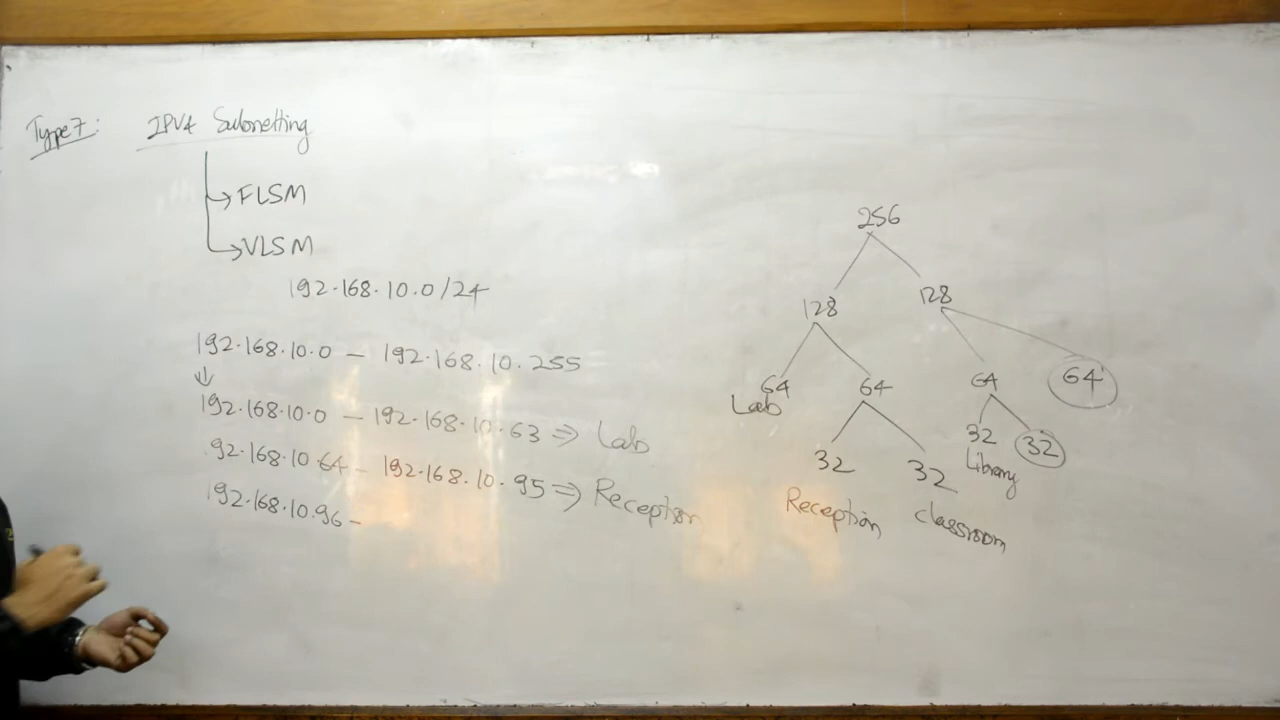 Type 7: IPV4 Subnetting
FLSM
VLSM
192.168.10.0/24
192.168.10.0 – 192.168.10.255
192.168.10.0 – 192.168.10.63 ⇒ Lab
92.168.10 64 – 192.168.10.95 ⇒ Reception
192.168.10.96 –
256
128 128
64 64 64 64
Lab
32 32 32 32
Reception classroom Library